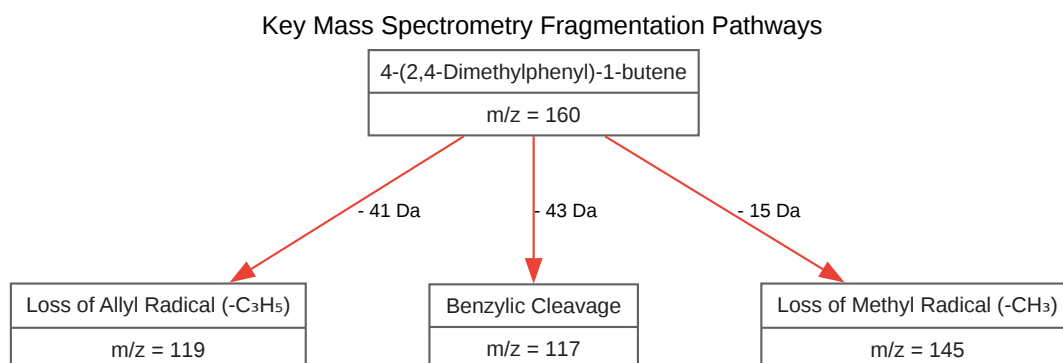 Key Mass Spectrometry Fragmentation Pathways
4-(2,4-Dimethylphenyl)-1-butene
m/z = 160
- 41 Da
- 43 Da
- 15 Da
Loss of Allyl Radical (-C₃H₅)
m/z = 119
Benzylic Cleavage
m/z = 117
Loss of Methyl Radical (-CH₃)
m/z = 145